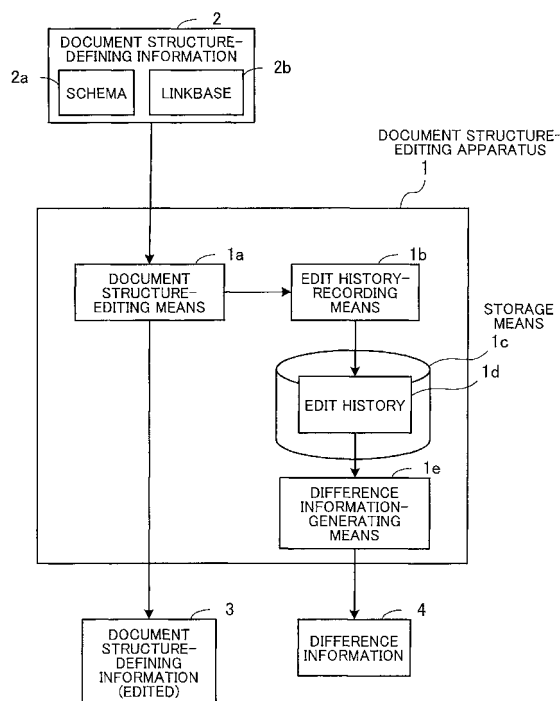 2
DOCUMENT STRUCTURE-
DEFINING INFORMATION
2a
SCHEMA
LINKBASE
2b
DOCUMENT STRUCTURE-
EDITING APPARATUS
1
1a
DOCUMENT
STRUCTURE-
EDITING MEANS
1b
EDIT HISTORY-
RECORDING
MEANS
STORAGE
MEANS
1c
1d
EDIT HISTORY
1e
DIFFERENCE
INFORMATION-
GENERATING
MEANS
3
DOCUMENT
STRUCTURE-
DEFINING
INFORMATION
(EDITED)
4
DIFFERENCE
INFORMATION